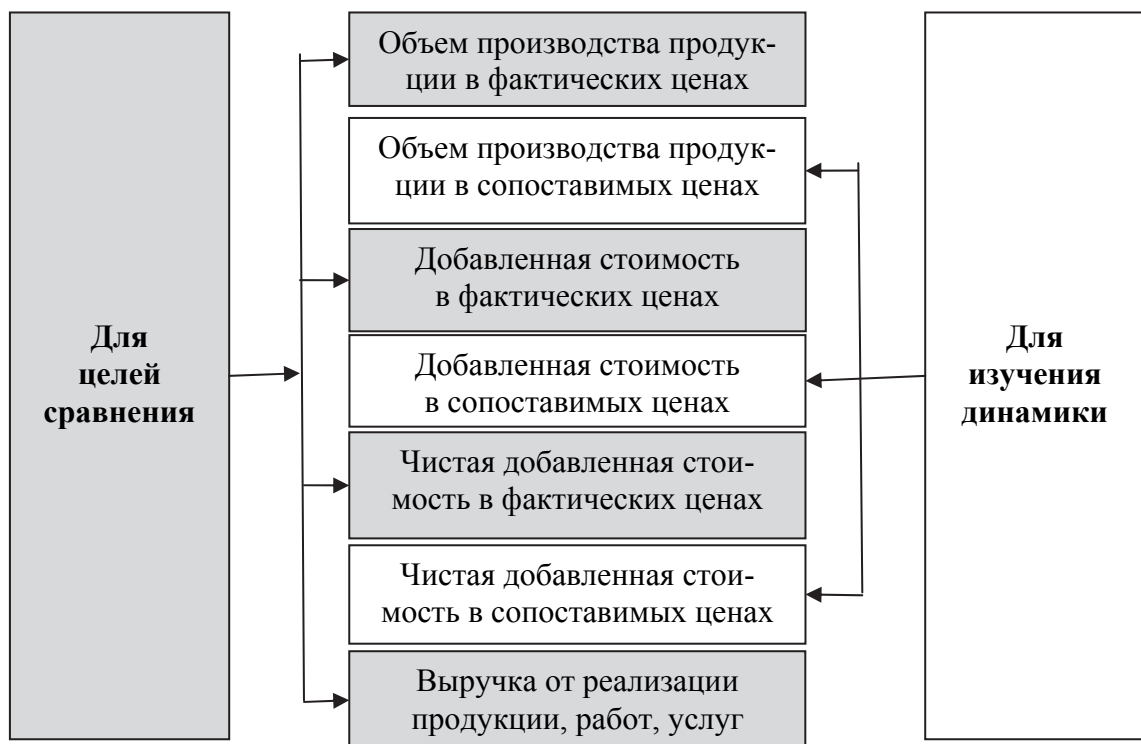 Для
целей
сравнения
Объем производства продук-
ции в фактических ценах
Объем производства продук-
ции в сопоставимых ценах
Добавленная стоимость
в фактических ценах
Добавленная стоимость
в сопоставимых ценах
Чистая добавленная стои-
мость в фактических ценах
Чистая добавленная стои-
мость в сопоставимых ценах
Выручка от реализации
продукции, работ, услуг
Для
изучения
динамики